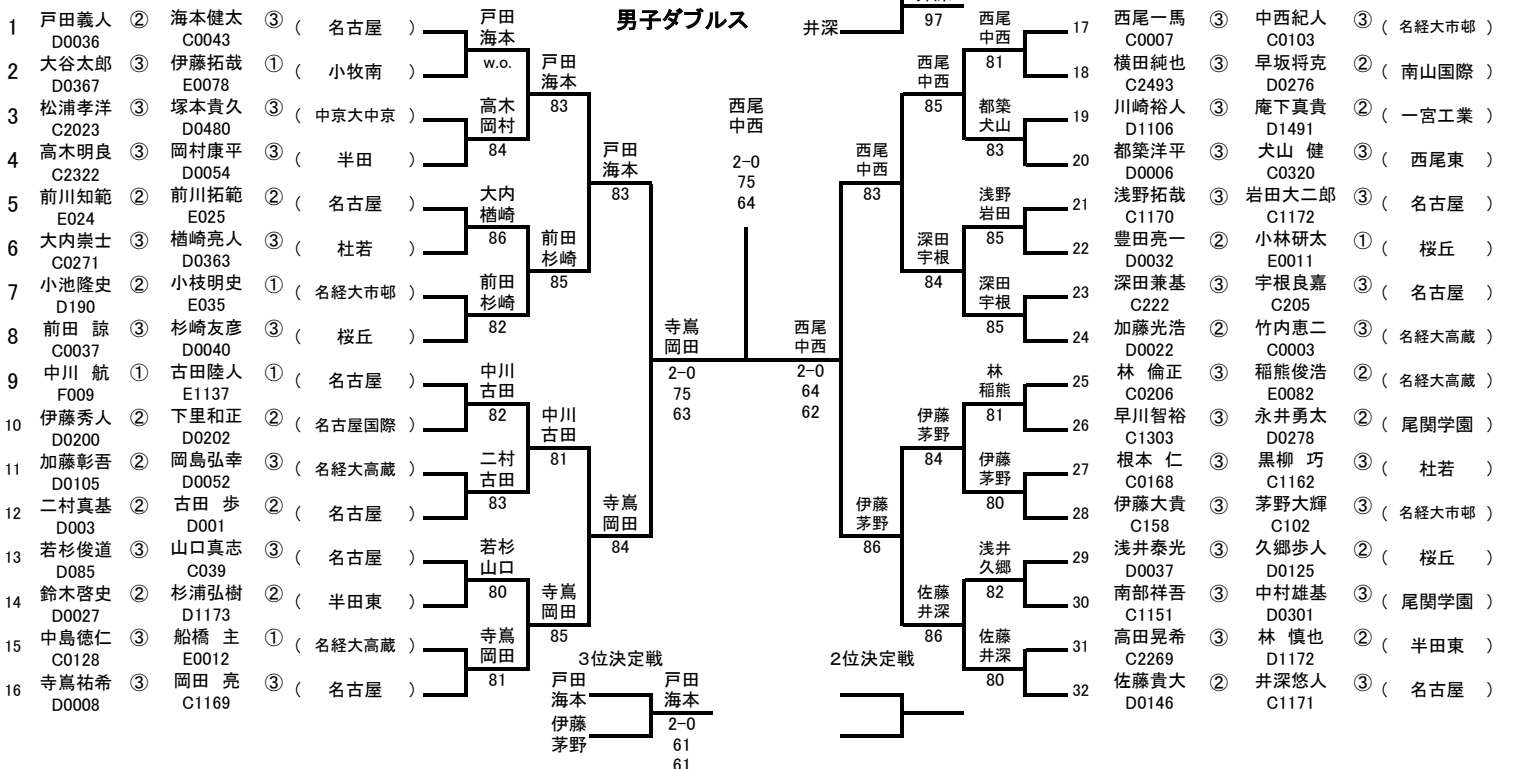 男子ダブルス
井深
97
1 戸田義人 ② 海本健太 ③ ( 名古屋 )
D0036 C0043
2 大谷太郎 ③ 伊藤拓哉 ① ( 小牧南 )
D0367 E0078
3 松浦孝洋 ③ 塚本貴久 ③ ( 中京大中京 )
C2023 D0480
4 高木明良 ③ 岡村康平 ③ ( 半田 )
C2322 D0054
5 前川知範 ② 前川拓範 ② ( 名古屋 )
E024 E025
6 大内崇士 ③ 楢崎亮人 ③ ( 杜若 )
C0271 D0363
7 小池隆史 ② 小枝明史 ① ( 名経大市邨 )
D190 E035
8 前田 諒 ③ 杉崎友彦 ③ ( 桜丘 )
C0037 D0040
9 中川 航 ① 古田陸人 ① ( 名古屋 )
F009 E1137
10 伊藤秀人 ② 下里和正 ② ( 名古屋国際 )
D0200 D0202
11 加藤彰吾 ② 岡島弘幸 ③ ( 名経大高蔵 )
D0105 D0052
12 二村真基 ② 古田 歩 ② ( 名古屋 )
D003 D001
13 若杉俊道 ③ 山口真志 ③ ( 名古屋 )
D085 C039
14 鈴木啓史 ② 杉浦弘樹 ② ( 半田東 )
D0027 D1173
15 中島徳仁 ③ 船橋 主 ① ( 名経大高蔵 )
C0128 E0012
16 寺嶌祐希 ③ 岡田 亮 ③ ( 名古屋 )
D0008 C1169
戸田
海本
w.o.
高木
岡村
84
大内
楢崎
86
前田
杉崎
82
中川
古田
82
二村
古田
83
若杉
山口
80
寺嶌
岡田
81
戸田
海本
83
前田
杉崎
85
中川
古田
81
寺嶌
岡田
85
戸田
海本
83
寺嶌
岡田
84
寺嶌
岡田
2-0
75
63
西尾
中西
2-0
75
64
西尾
中西
2-0
64
62
西尾
中西
83
伊藤
茅野
86
西尾
中西
85
深田
宇根
84
伊藤
茅野
84
佐藤
井深
86
西尾
中西
81
都築
犬山
83
浅野
岩田
85
深田
宇根
85
林
稲熊
81
伊藤
茅野
80
浅井
久郷
82
佐藤
井深
80
17 西尾一馬 ③ 中西紀人 ③ ( 名経大市邨 )
C0007 C0103
18 横田純也 ③ 早坂将克 ② ( 南山国際 )
C2493 D0276
19 川崎裕人 ③ 庵下真貴 ② ( 一宮工業 )
D1106 D1491
20 都築洋平 ③ 犬山 健 ③ ( 西尾東 )
D0006 C0320
21 浅野拓哉 ③ 岩田大二郎 ③ ( 名古屋 )
C1170 C1172
22 豊田亮一 ② 小林研太 ① ( 桜丘 )
D0032 E0011
23 深田兼基 ③ 宇根良嘉 ③ ( 名古屋 )
C222 C205
24 加藤光浩 ② 竹内恵二 ③ ( 名経大高蔵 )
D0022 C0003
25 林 倫正 ③ 稲熊俊浩 ② ( 名経大高蔵 )
C0206 E0082
26 早川智裕 ③ 永井勇太 ② ( 尾関学園 )
C1303 D0278
27 根本 仁 ③ 黒柳 巧 ③ ( 杜若 )
C0168 C1162
28 伊藤大貴 ③ 茅野大輝 ③ ( 名経大市邨 )
C158 C102
29 浅井泰光 ③ 久郷歩人 ② ( 桜丘 )
D0037 D0125
30 南部祥吾 ③ 中村雄基 ③ ( 尾関学園 )
C1151 D0301
31 高田晃希 ③ 林 慎也 ② ( 半田東 )
C2269 D1172
32 佐藤貴大 ② 井深悠人 ③ ( 名古屋 )
D0146 C1171
3位決定戦
戸田
海本
伊藤
茅野
戸田
海本
2-0
61
61
2位決定戦